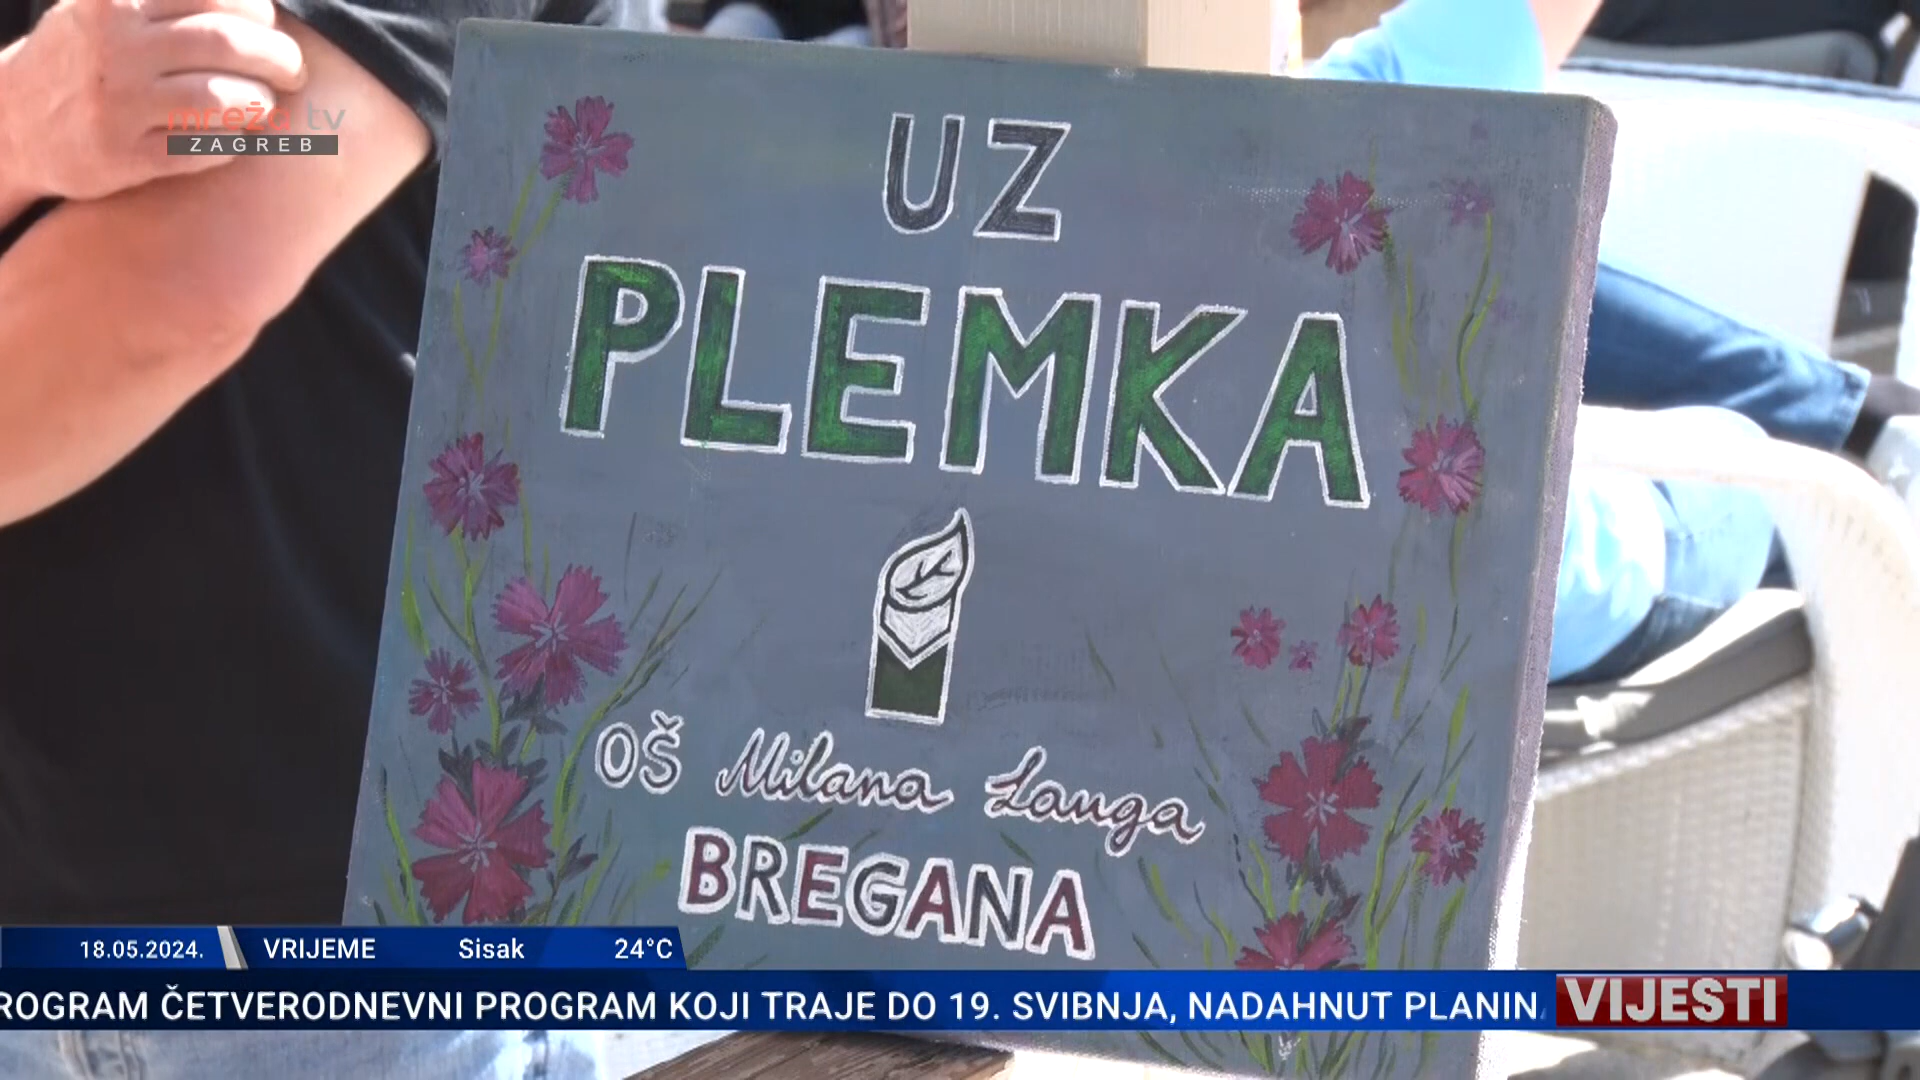 mreža tv
ZAGREB
UZ
PLEMKA
OŠ Milana Langa
BREGANA
18.05.2024. VRIJEME Sisak 24°C
ROGRAM ČETVERODNEVNI PROGRAM KOJI TRAJE DO 19. SVIBNJA, NADAHNUT PLANIN
VIJESTI